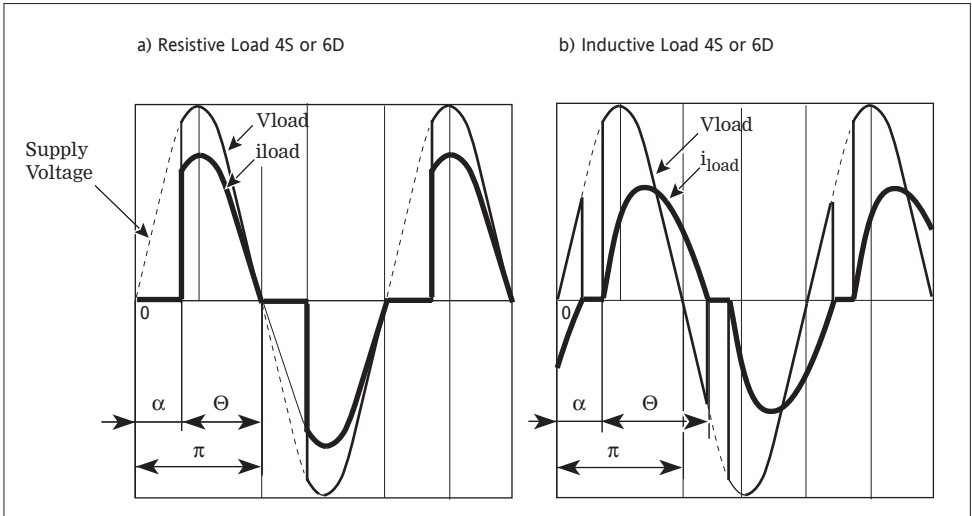 a) Resistive Load 4S or 6D
Supply
Voltage
Vload
iload
0
α
Θ
π
b) Inductive Load 4S or 6D
Vload
iload
0
α
Θ
π